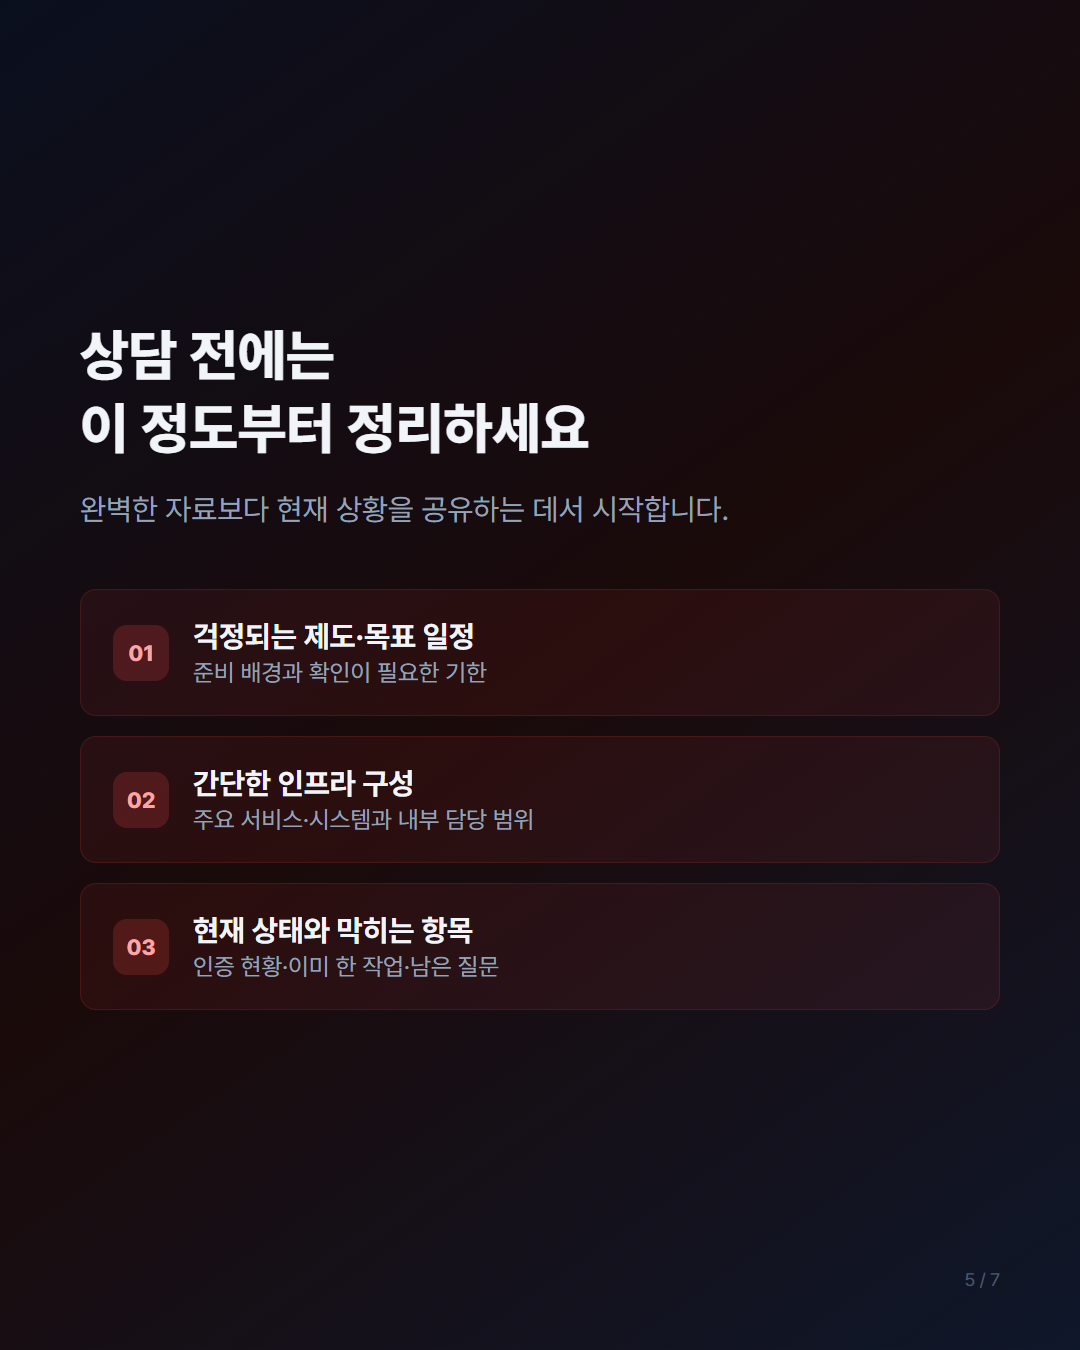 상담 전에는
이 정도부터 정리하세요
완벽한 자료보다 현재 상황을 공유하는 데서 시작합니다.
01
걱정되는 제도·목표 일정
준비 배경과 확인이 필요한 기한
02
간단한 인프라 구성
주요 서비스·시스템과 내부 담당 범위
03
현재 상태와 막히는 항목
인증 현황·이미 한 작업·남은 질문
5 / 7